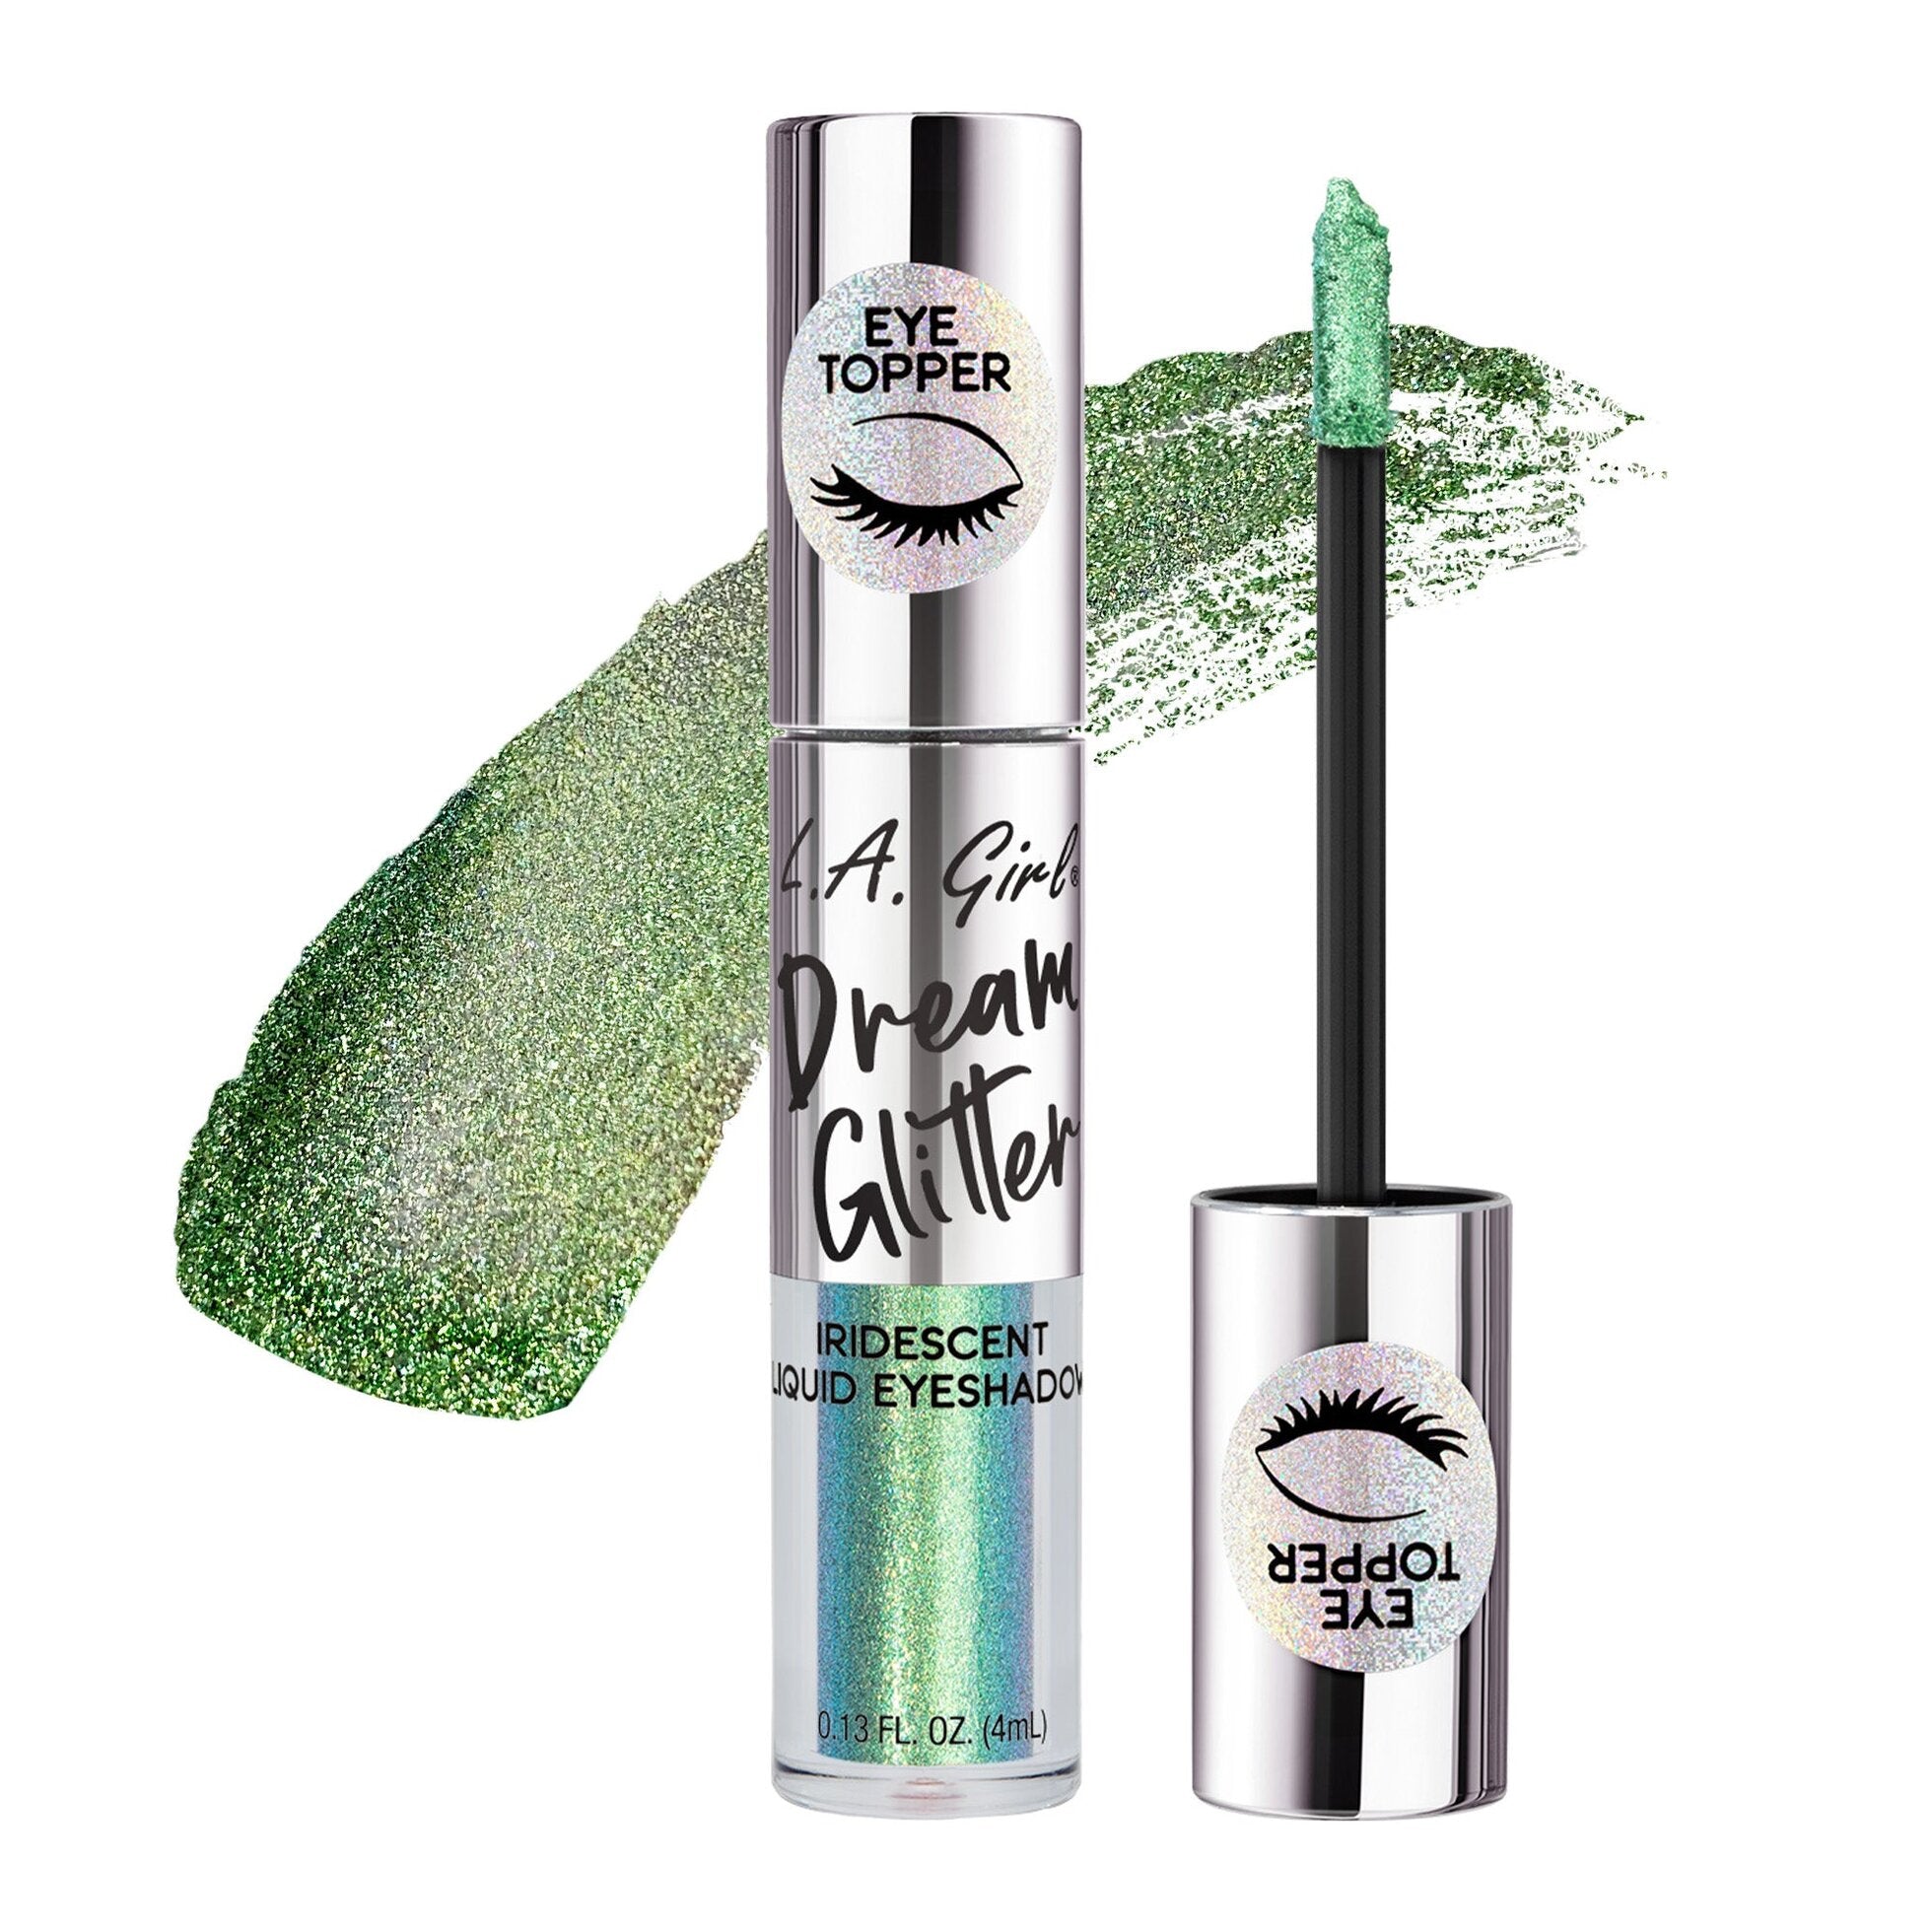 EYE
TOPPER
L.A. Girl®
Dream
Glitter
IRIDESCENT
LIQUID EYESHADOW
0.13 FL. OZ. (4mL)
EYE
TOPPER